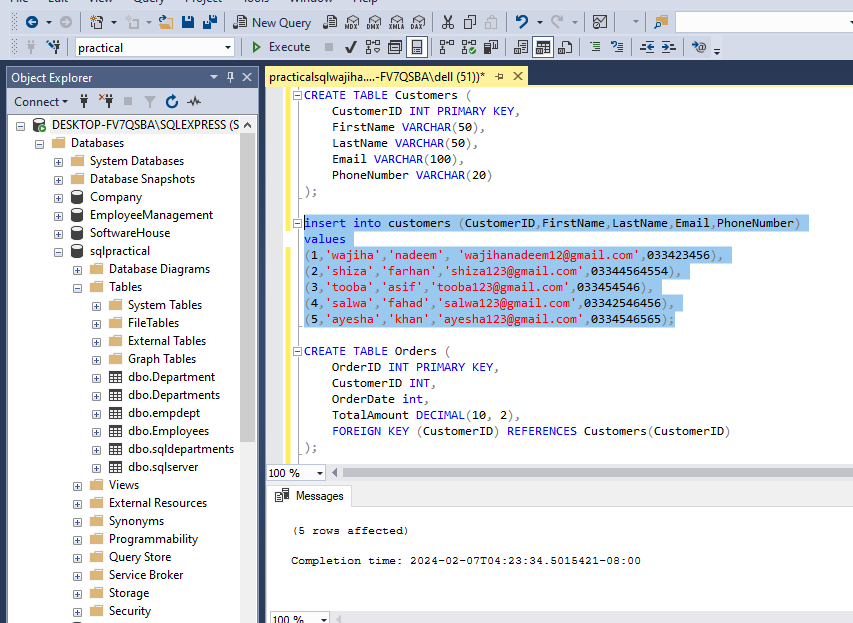 New Query
MDX
DMX
XMLA
DAX
practical
Execute
Object Explorer
practicalsqlwajiha....-FV7QSBA\dell (51))*
Connect
DESKTOP-FV7QSBA\SQLEXPRESS (S
Databases
System Databases
Database Snapshots
Company
EmployeeManagement
SoftwareHouse
sqlpractical
Database Diagrams
Tables
System Tables
FileTables
External Tables
Graph Tables
dbo.Department
dbo.Departments
dbo.empdept
dbo.Employees
dbo.sqldepartments
dbo.sqlserver
Views
External Resources
Synonyms
Programmability
Query Store
Service Broker
Storage
Security
CREATE TABLE Customers (
CustomerID INT PRIMARY KEY,
FirstName VARCHAR(50),
LastName VARCHAR(50),
Email VARCHAR(100),
PhoneNumber VARCHAR(20)
);
insert into customers (CustomerID,FirstName,LastName,Email,PhoneNumber)
values
(1,'wajiha','nadeem', 'wajihanadeem12@gmail.com',033423456),
(2,'shiza','farhan','shiza123@gmail.com',03344564554),
(3,'tooba','asif','tooba123@gmail.com',033454546),
(4,'salwa','fahad','salwa123@gmail.com',03342546456),
(5,'ayesha','khan','ayesha123@gmail.com',0334546565);
CREATE TABLE Orders (
OrderID INT PRIMARY KEY,
CustomerID INT,
OrderDate int,
TotalAmount DECIMAL(10, 2),
FOREIGN KEY (CustomerID) REFERENCES Customers(CustomerID)
);
100 %
Messages
(5 rows affected)
Completion time: 2024-02-07T04:23:34.5015421-08:00
100 %